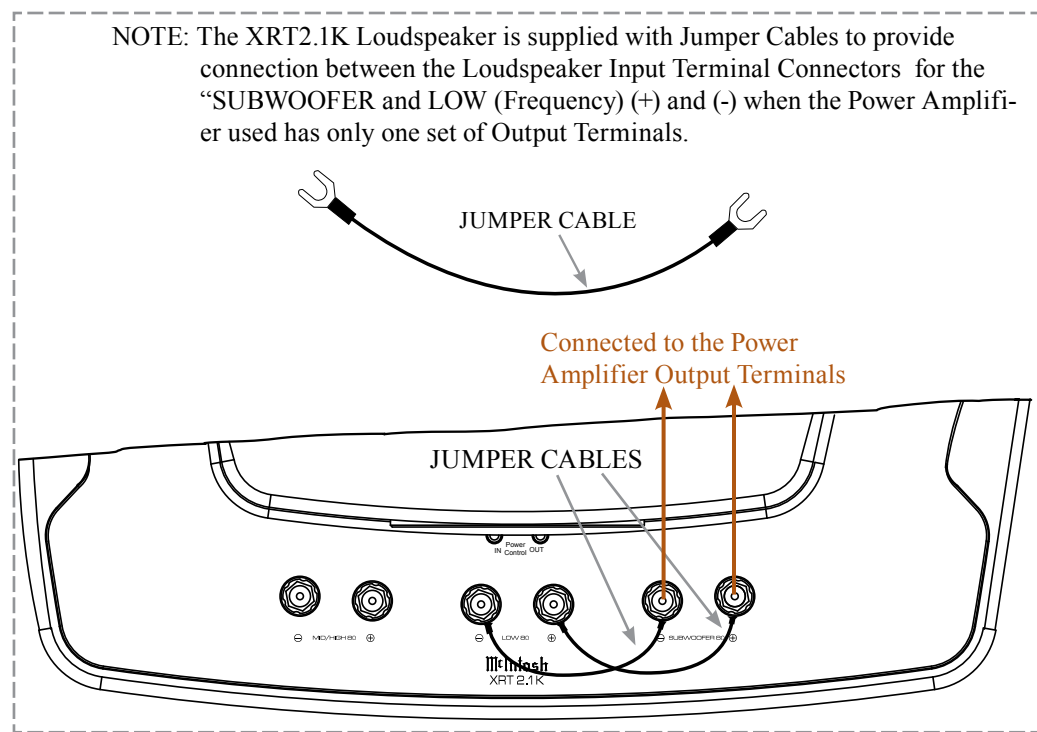 NOTE: The XRT2.1K Loudspeaker is supplied with Jumper Cables to provide
connection between the Loudspeaker Input Terminal Connectors for the
“SUBWOOFER and LOW (Frequency) (+) and (-) when the Power Amplifi-
er used has only one set of Output Terminals.
JUMPER CABLE
Connected to the Power
Amplifier Output Terminals
JUMPER CABLES
IN Power Control OUT
⊖ MID/HIGH 8Ω ⊕
⊖ LOW 8Ω ⊕
⊖ SUBWOOFER 8Ω ⊕
McIntosh
XRT 2.1K